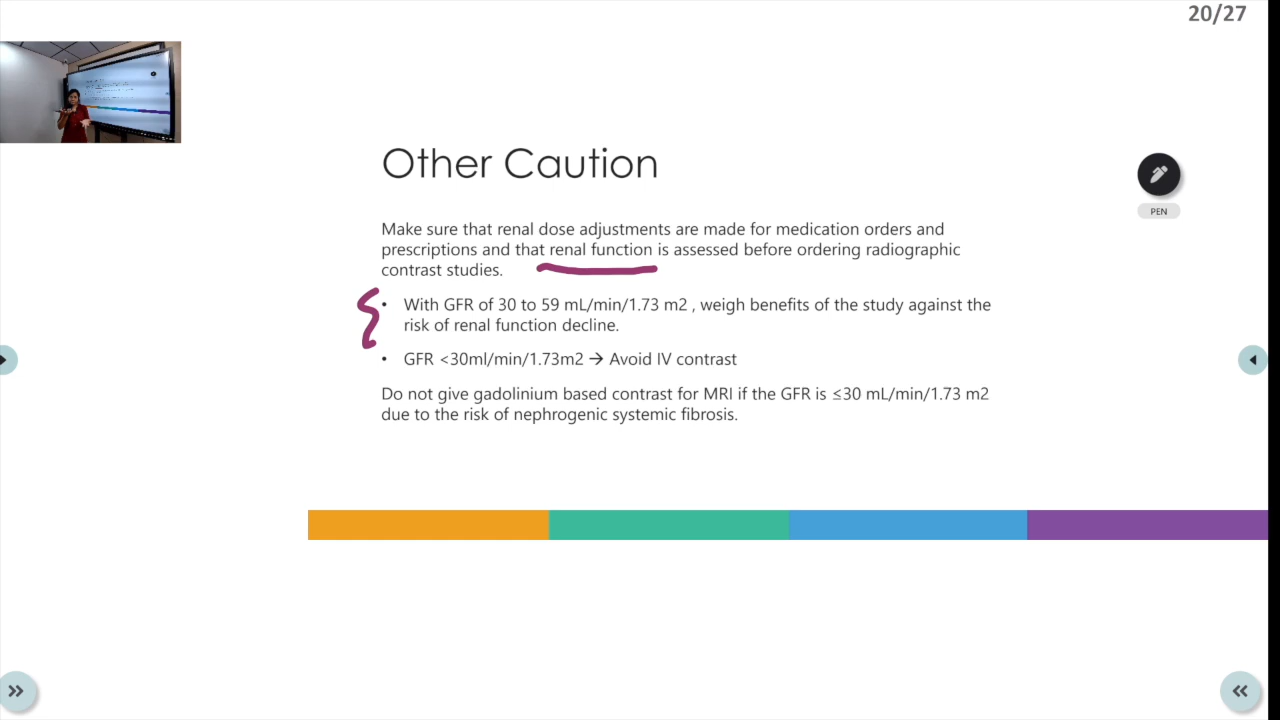 20/27
Other Caution
PEN
Make sure that renal dose adjustments are made for medication orders and
prescriptions and that renal function is assessed before ordering radiographic
contrast studies.
• With GFR of 30 to 59 mL/min/1.73 m2 , weigh benefits of the study against the
risk of renal function decline.
• GFR <30ml/min/1.73m2 → Avoid IV contrast
Do not give gadolinium based contrast for MRI if the GFR is ≤30 mL/min/1.73 m2
due to the risk of nephrogenic systemic fibrosis.